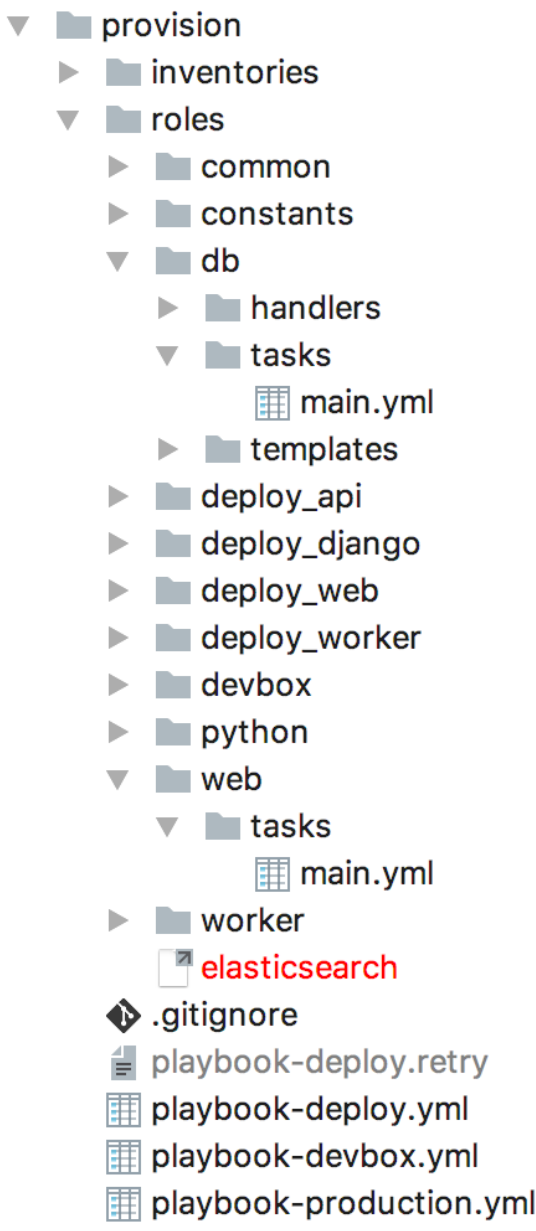 provision
inventories
roles
common
constants
db
handlers
tasks
main.yml
templates
deploy_api
deploy_django
deploy_web
deploy_worker
devbox
python
web
tasks
main.yml
worker
elasticsearch
.gitignore
playbook-deploy.retry
playbook-deploy.yml
playbook-devbox.yml
playbook-production.yml